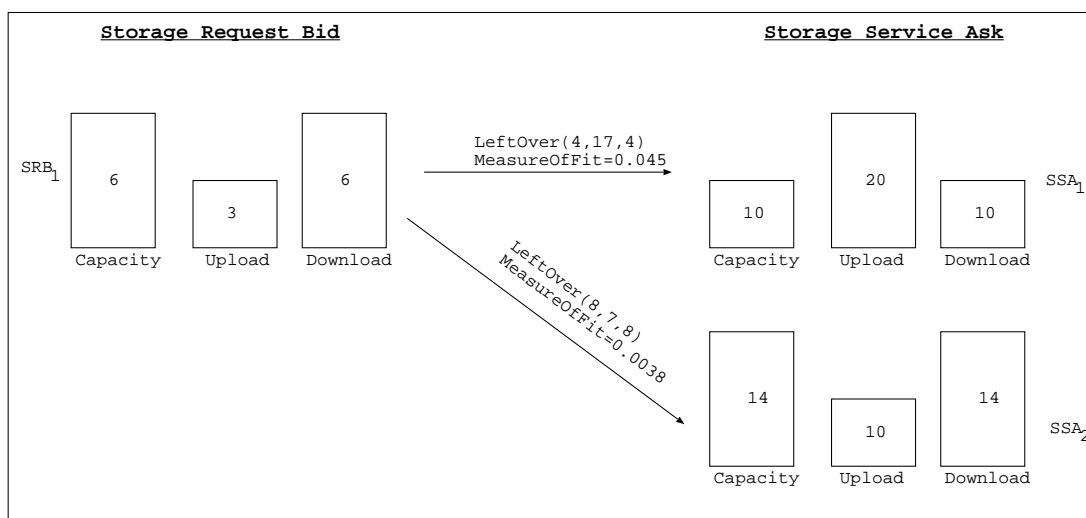 Storage Request Bid
Storage Service Ask
LeftOver(4,17,4)
MeasureOfFit=0.045
SRB1
6
3
6
Capacity
Upload
Download
10
20
10
SSA1
Capacity
Upload
Download
LeftOver(8,7,8)
MeasureOfFit=0.0038
14
10
14
SSA2
Capacity
Upload
Download